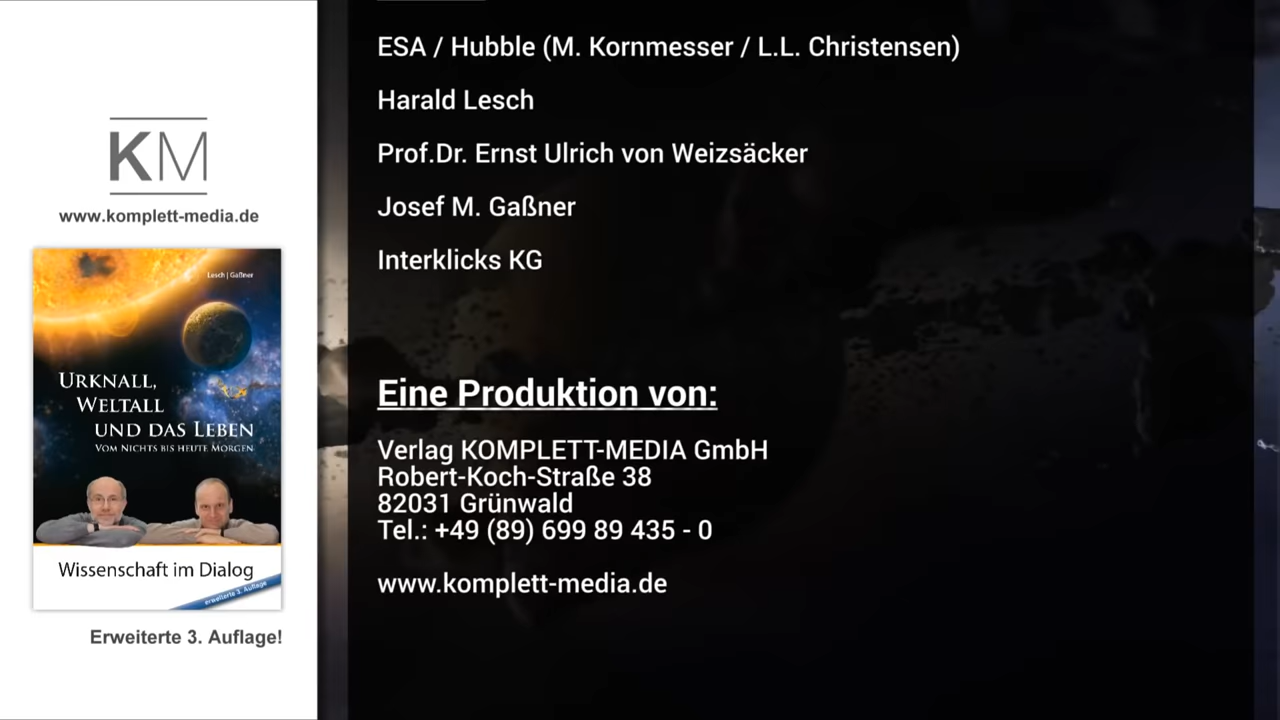 KM
www.komplett-media.de
Lesch | Gaßner
URKNALL,
WELTALL
UND DAS LEBEN
VOM NICHTS BIS HEUTE MORGEN
Wissenschaft im Dialog
erweiterte 3. Auflage
Erweiterte 3. Auflage!
ESA / Hubble (M. Kornmesser / L.L. Christensen)
Harald Lesch
Prof.Dr. Ernst Ulrich von Weizsäcker
Josef M. Gaßner
Interklicks KG
Eine Produktion von:
Verlag KOMPLETT-MEDIA GmbH
Robert-Koch-Straße 38
82031 Grünwald
Tel.: +49 (89) 699 89 435 - 0
www.komplett-media.de